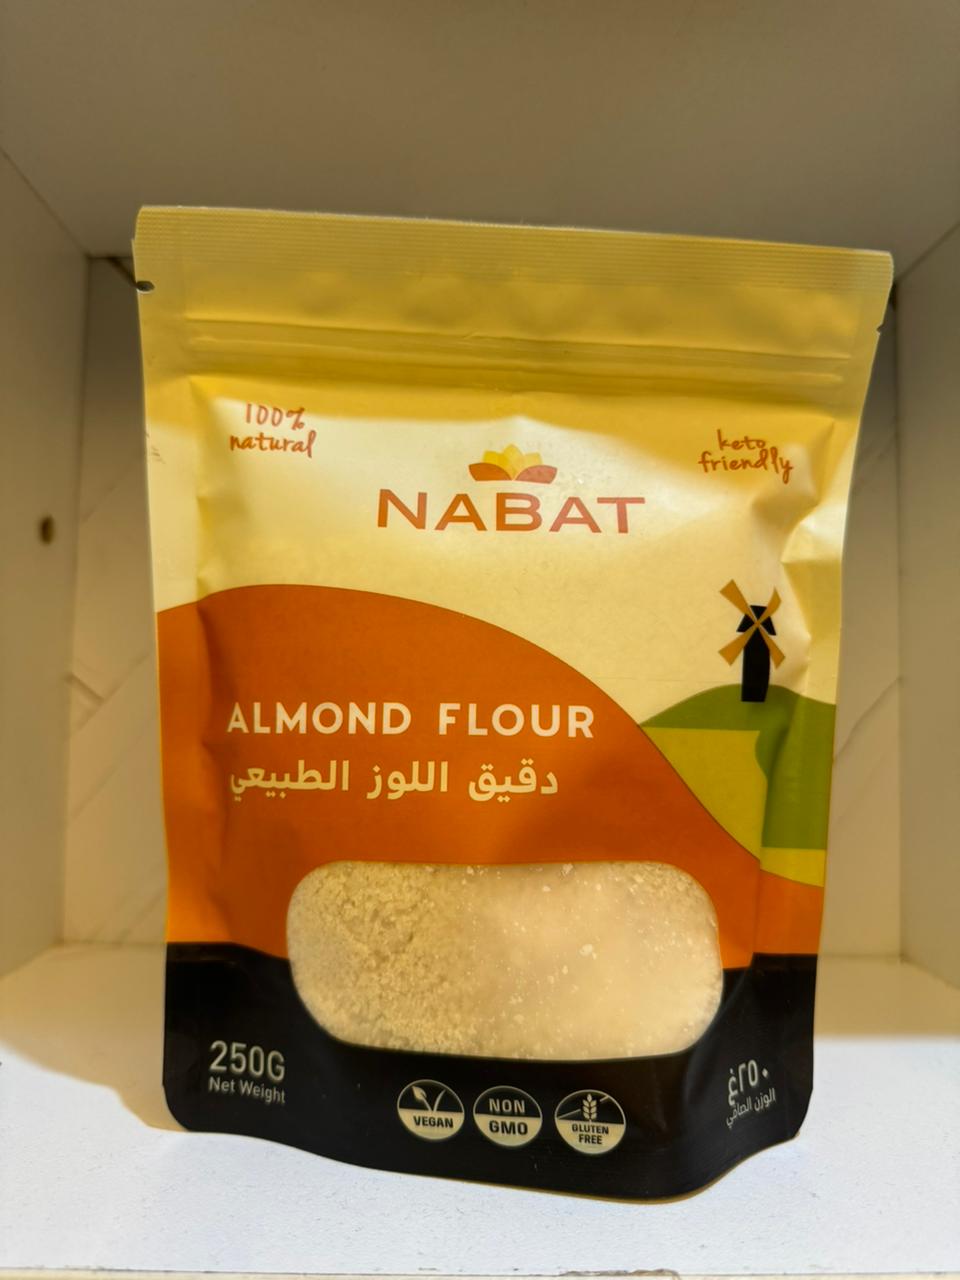 100%
natural
keto
friendly
NABAT
ALMOND FLOUR
دقيق اللوز الطبيعي
250G
Net Weight
VEGAN
NON
GMO
GLUTEN
FREE
٢٥٠غ
الوزن الصافي